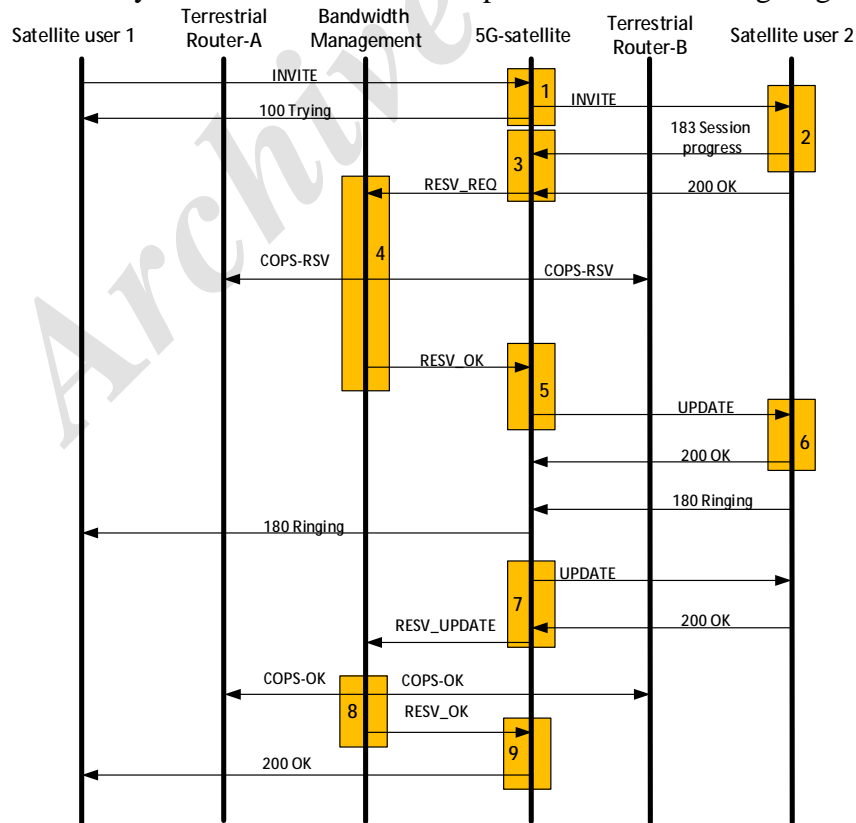 Satellite user 1
Terrestrial
Router-A
Bandwidth
Management
5G-satellite
Terrestrial
Router-B
Satellite user 2
INVITE
1
INVITE
100 Trying
2
183 Session
progress
3
RESV_REQ
200 OK
4
COPS-RSV
COPS-RSV
RESV_OK
5
UPDATE
6
200 OK
180 Ringing
180 Ringing
UPDATE
7
200 OK
RESV_UPDATE
COPS-OK
COPS-OK
8
RESV_OK
9
200 OK
Archive